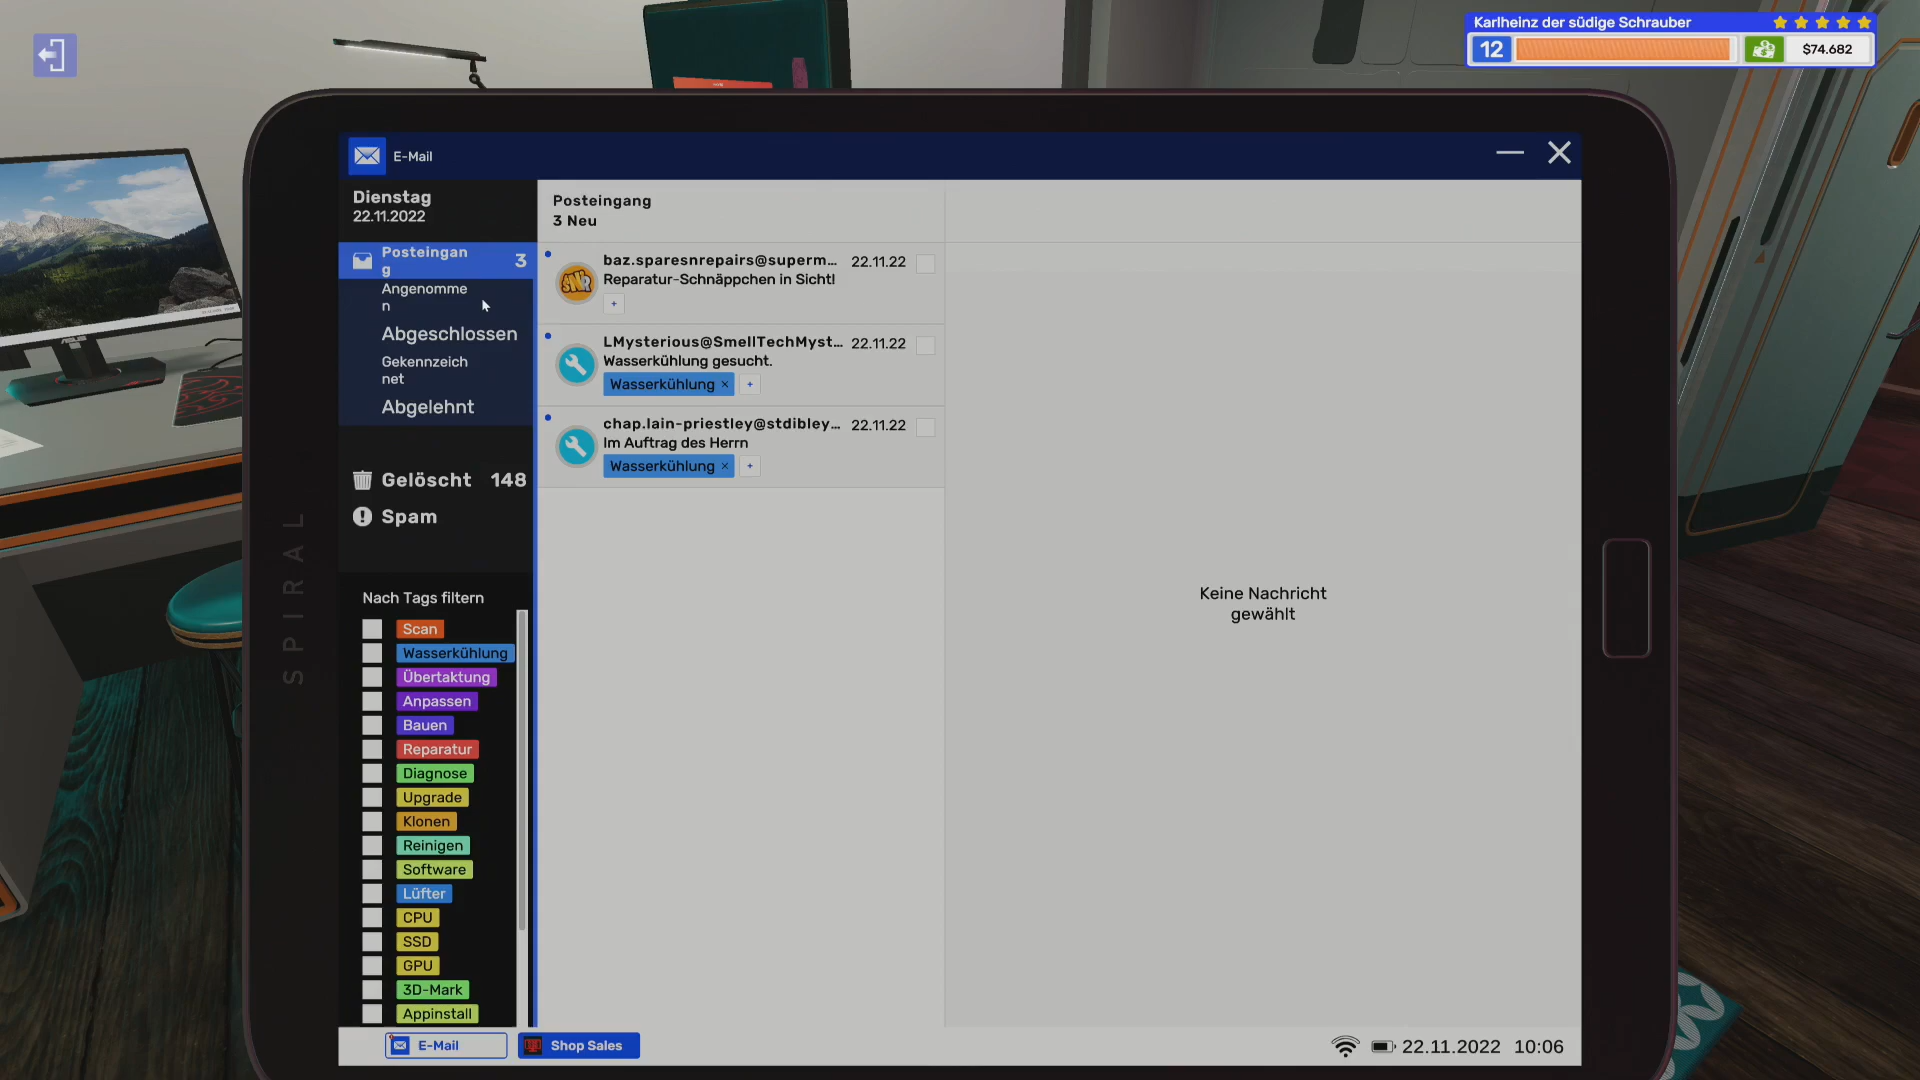 Karlheinz der südige Schrauber
12
$74.682
E-Mail
Dienstag
22.11.2022
Posteingan
g
3
Angenomme
n
Abgeschlossen
Gekennzeich
net
Abgelehnt
Gelöscht 148
Spam
Nach Tags filtern
Scan
Wasserkühlung
Übertaktung
Anpassen
Bauen
Reparatur
Diagnose
Upgrade
Klonen
Reinigen
Software
Lüfter
CPU
SSD
GPU
3D-Mark
Appinstall
Posteingang
3 Neu
baz.sparesnrepairs@superm... 22.11.22
Reparatur-Schnäppchen in Sicht!
+
LMysterious@SmellTechMyst... 22.11.22
Wasserkühlung gesucht.
Wasserkühlung × +
chap.lain-priestley@stdibley... 22.11.22
Im Auftrag des Herrn
Wasserkühlung × +
Keine Nachricht
gewählt
SPIRAL
E-Mail
Shop Sales
22.11.2022 10:06
SNR
ASUS